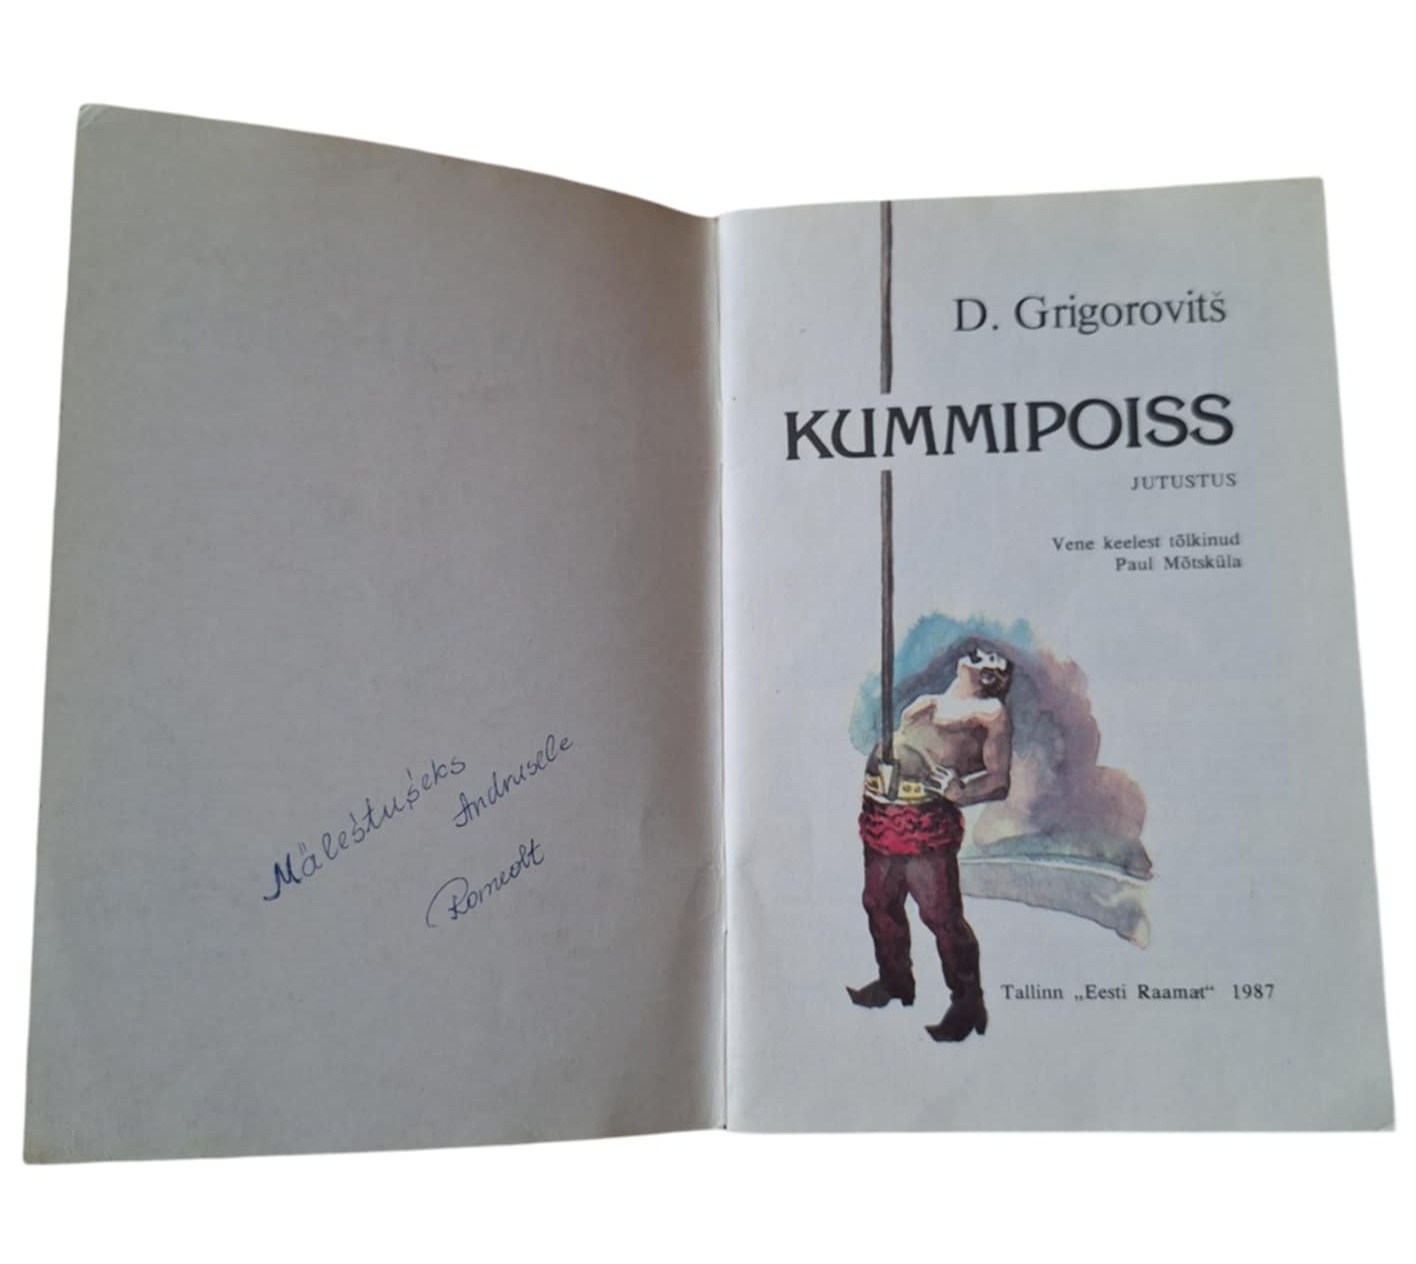 Mälestuseks
Andrusele
Romeolt
D. Grigorovitš
KUMMIPOISS
JUTUSTUS
Vene keelest tõlkinud
Paul Mõtsküla
Tallinn „Eesti Raamat“ 1987